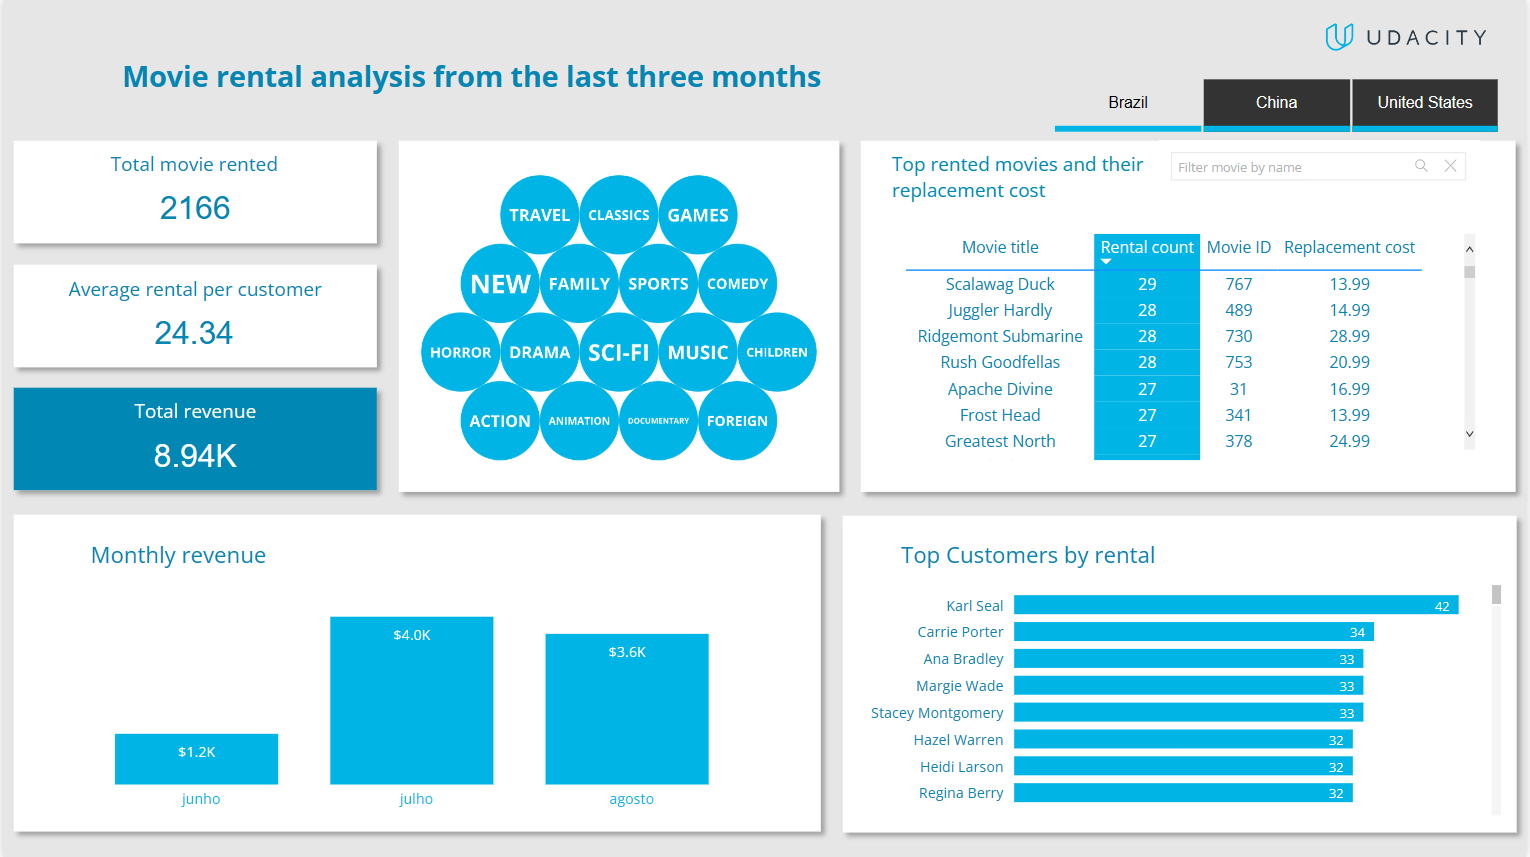 UDACITY
Movie rental analysis from the last three months
Brazil
China
United States
Total movie rented
2166
Average rental per customer
24.34
Total revenue
8.94K
TRAVEL CLASSICS GAMES
NEW FAMILY SPORTS COMEDY
HORROR DRAMA SCI-FI MUSIC CHILDREN
ACTION ANIMATION DOCUMENTARY FOREIGN
Top rented movies and their
replacement cost
Filter movie by name
Movie title Rental count Movie ID Replacement cost
Scalawag Duck 29 767 13.99
Juggler Hardly 28 489 14.99
Ridgemont Submarine 28 730 28.99
Rush Goodfellas 28 753 20.99
Apache Divine 27 31 16.99
Frost Head 27 341 13.99
Greatest North 27 378 24.99
Monthly revenue
$1.2K
$4.0K
$3.6K
junho
julho
agosto
Top Customers by rental
Karl Seal 42
Carrie Porter 34
Ana Bradley 33
Margie Wade 33
Stacey Montgomery 33
Hazel Warren 32
Heidi Larson 32
Regina Berry 32